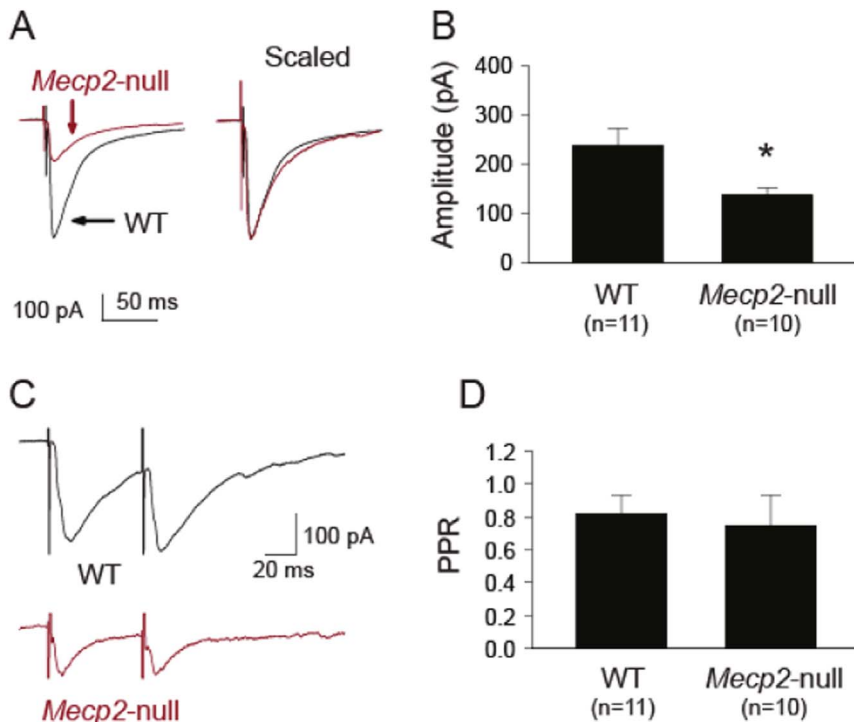 A
Mecp2-null
Scaled
WT
100 pA
50 ms
B
Amplitude (pA)
400
300
200
100
0
*
WT
Mecp2-null
(n=11)
(n=10)
C
WT
100 pA
20 ms
Mecp2-null
D
PPR
1.2
1.0
0.8
0.6
0.4
0.2
0.0
WT
Mecp2-null
(n=11)
(n=10)